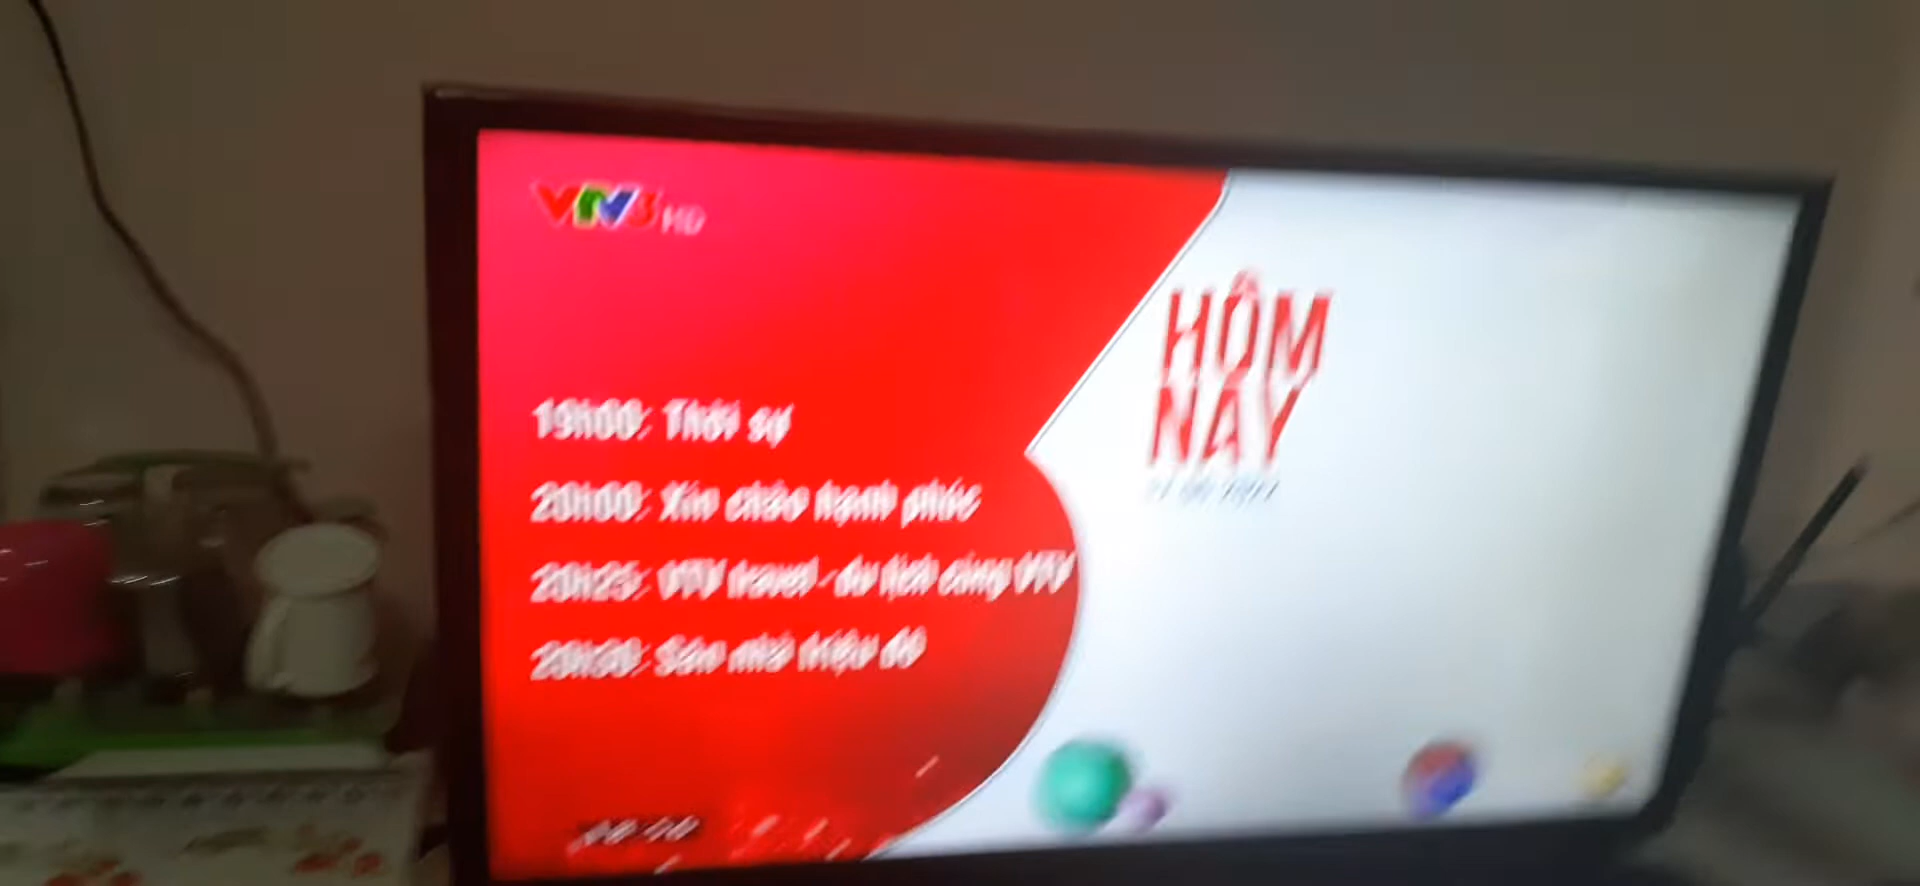 VTV3 HD
HÔM
NAY
19h00: Thời sự
20h00: Xin chào hạnh phúc
20h25: VTV travel - du lịch cùng VTV
20h30: Sàn nhà triệu đô